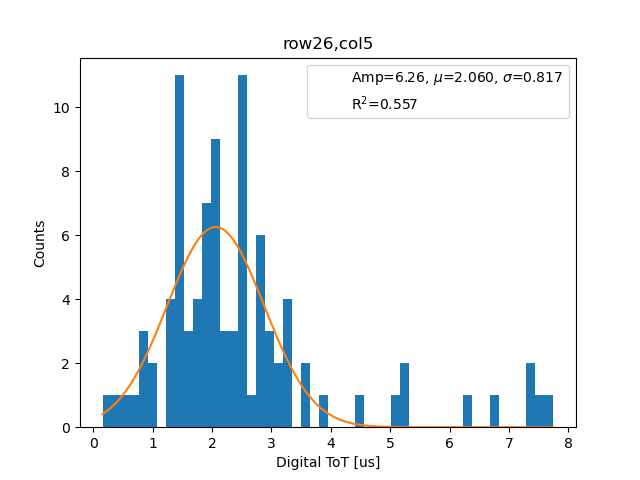 row26,col5
Amp=6.26, μ=2.060, σ=0.817
R²=0.557
Counts
10
8
6
4
2
0
0 1 2 3 4 5 6 7 8
Digital ToT [us]